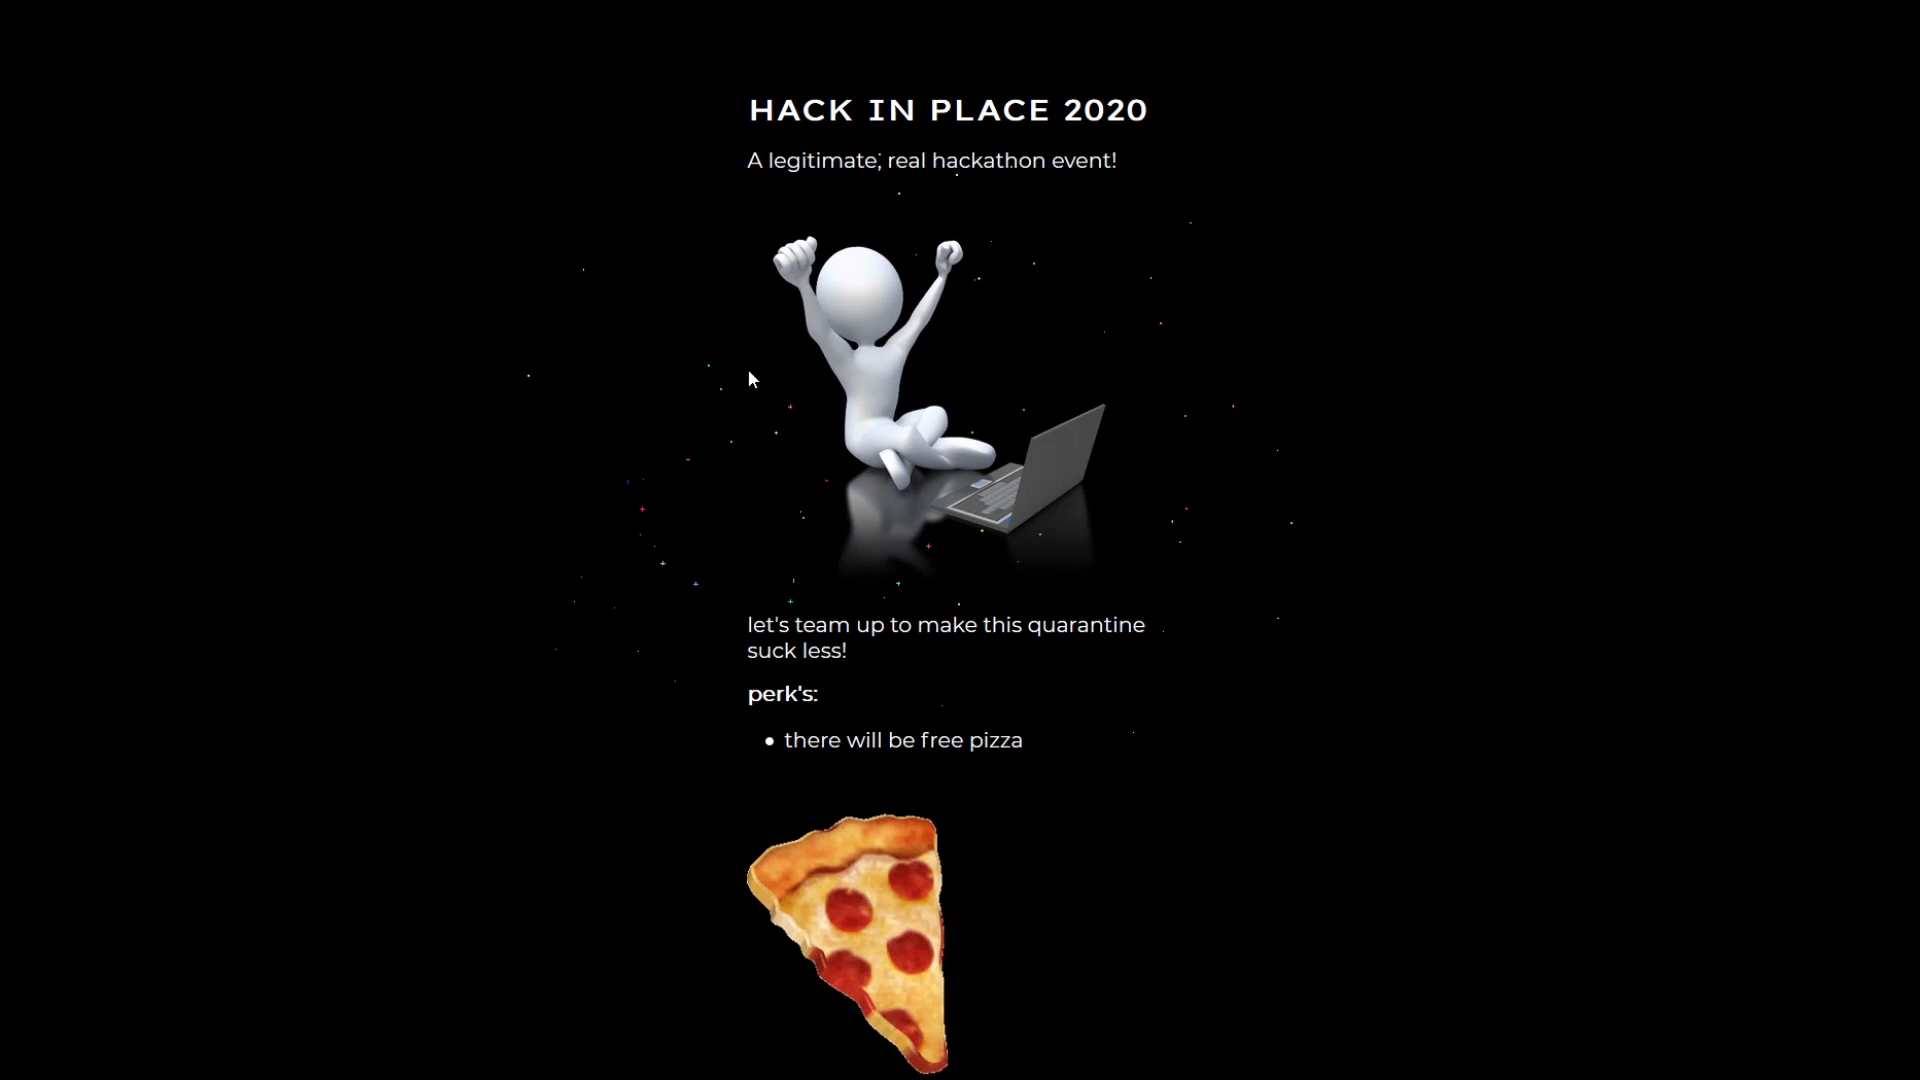 HACK IN PLACE 2020
A legitimate, real hackathon event!
let's team up to make this quarantine
suck less!
perk's:
• there will be free pizza